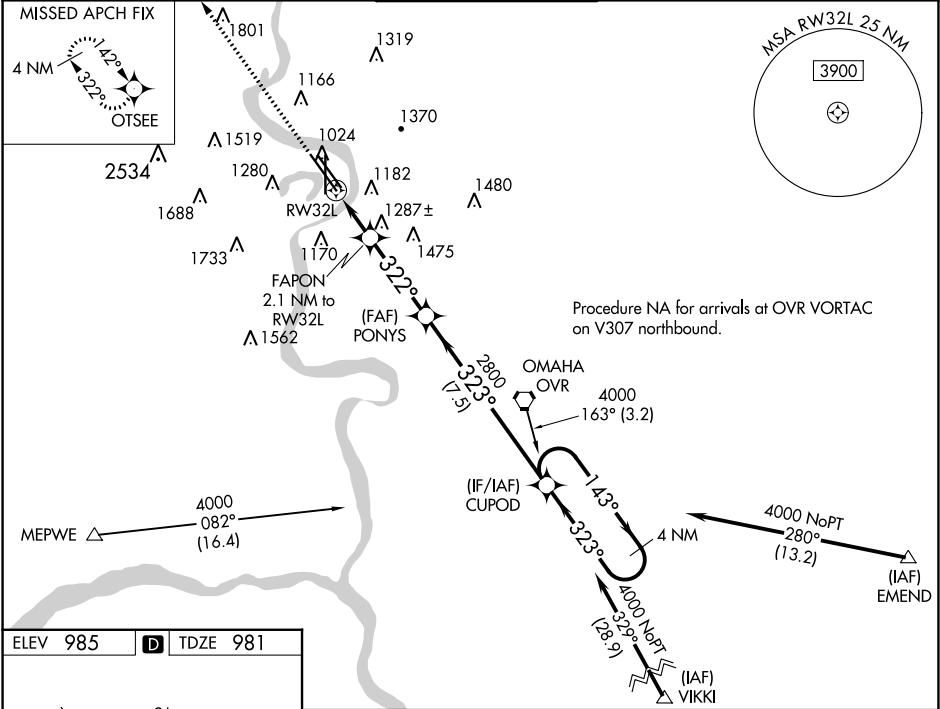 MISSED APCH FIX
4 NM
142°
322°
OTSEE
1801
1319
1166
1370
1519
1024
2534
1280
1182
1480
1688
RW32L
1287±
1733
1170
1475
FAPON
2.1 NM to
RW32L
322°
1562
(FAF)
PONYS
MSA RW32L 25 NM
3900
Procedure NA for arrivals at OVR VORTAC
on V307 northbound.
2800
323°
(7.5)
OMAHA
OVR
4000
163° (3.2)
(IF/IAF)
CUPOD
143°
323°
4 NM
MEPWE
4000
082°
(16.4)
4000 NoPT
280°
(13.2)
(IAF)
EMEND
4000 NoPT
329°
(28.9)
(IAF)
VIKKI
ELEV 985 D TDZE 981